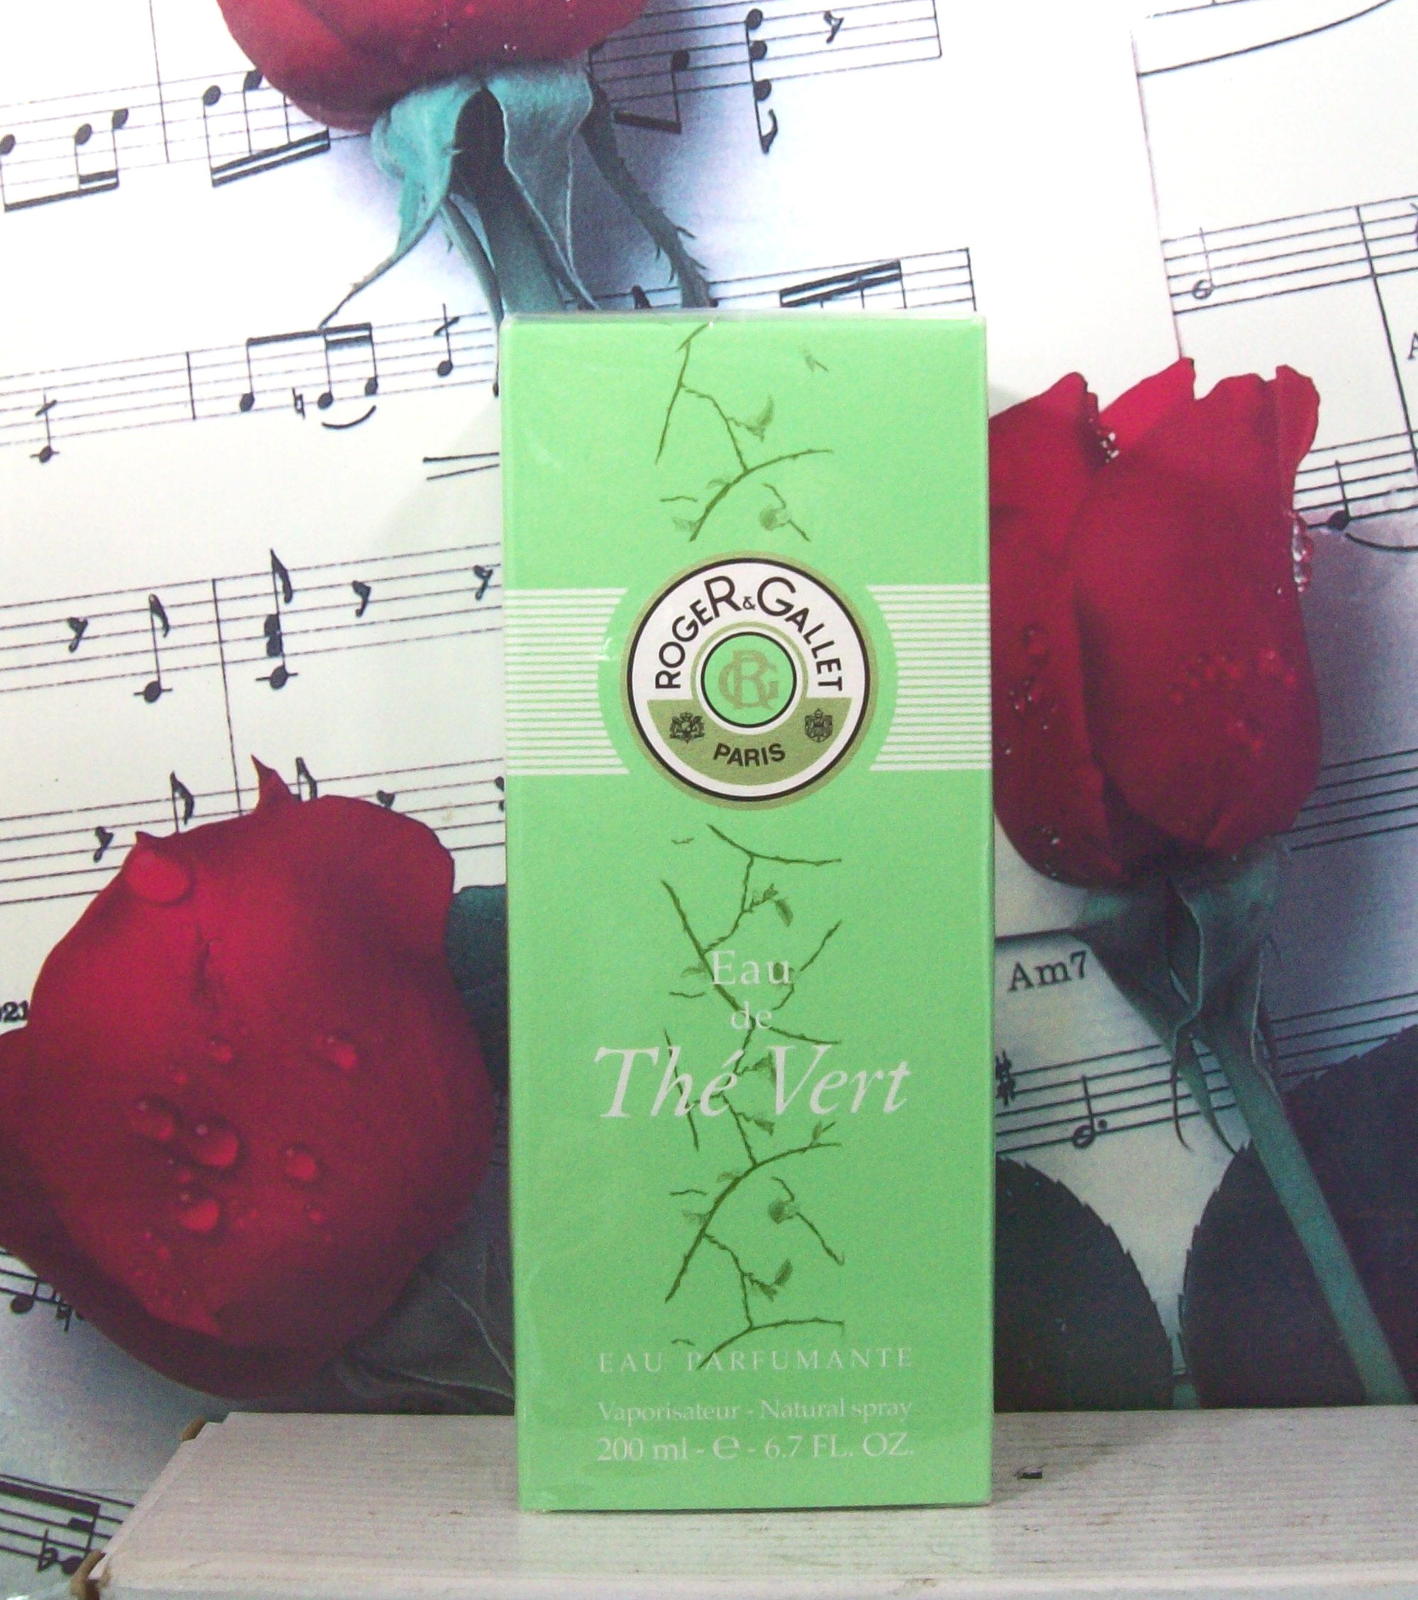 ROGER & GALLET
RG
PARIS
Eau
de
Thé Vert
Am7
EAU PARFUMANTE
Vaporisateur - Natural spray
200 ml - ℮ - 6.7 FL. OZ.